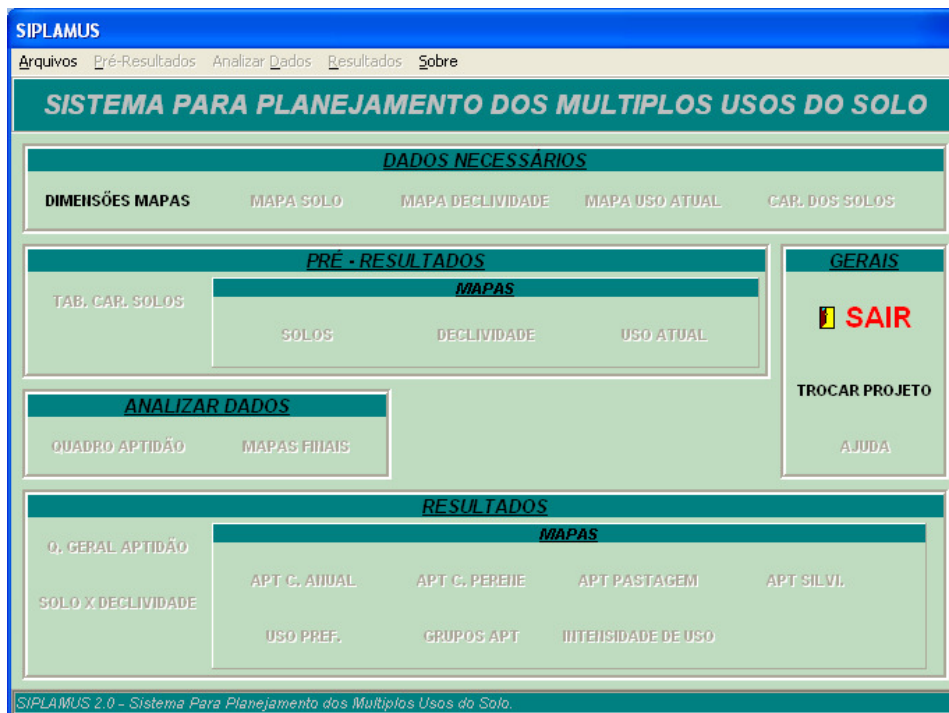 SIPLAMUS
Arquivos Pré-Resultados Analizar Dados Resultados Sobre
SISTEMA PARA PLANEJAMENTO DOS MULTIPLOS USOS DO SOLO
DADOS NECESSÁRIOS
DIMENSÕES MAPAS MAPA SOLO MAPA DECLIVIDADE MAPA USO ATUAL CAR. DOS SOLOS
PRÉ - RESULTADOS
TAB. CAR. SOLOS
MAPAS
SOLOS DECLIVIDADE USO ATUAL
GERAIS
SAIR
TROCAR PROJETO
AJUDA
ANALIZAR DADOS
QUADRO APTIDÃO MAPAS FINAIS
RESULTADOS
Q. GERAL APTIDÃO
SOLO X DECLIVIDADE
MAPAS
APT C. ANUAL APT C. PERENE APT PASTAGEM APT SILVI.
USO PREF. GRUPOS APT INTENSIDADE DE USO
SIPLAMUS 2.0 - Sistema Para Planejamento dos Multiplos Usos do Solo.